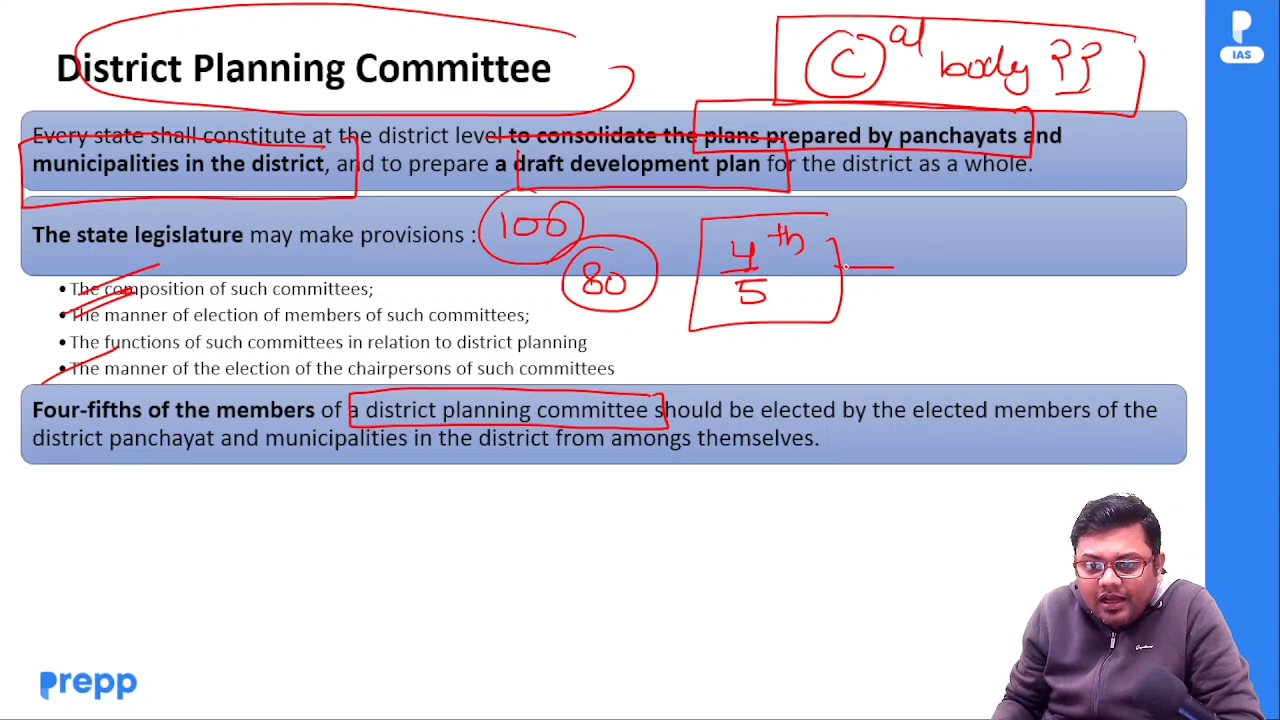 District Planning Committee
C al body ??
IAS
Every state shall constitute at the district level to consolidate the plans prepared by panchayats and
municipalities in the district, and to prepare a draft development plan for the district as a whole.
The state legislature may make provisions :
100
80
4 th
5
• The composition of such committees;
• The manner of election of members of such committees;
• The functions of such committees in relation to district planning
• The manner of the election of the chairpersons of such committees
Four-fifths of the members of a district planning committee should be elected by the elected members of the
district panchayat and municipalities in the district from amongs themselves.
prepp